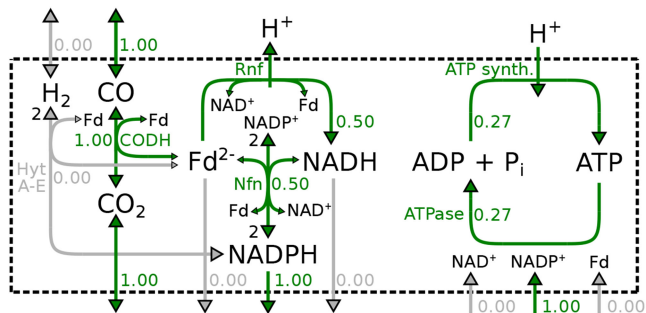 0.00
1.00
H⁺
H⁺
Rnf
ATP synth.
H₂
CO
2
Fd
Fd
NAD⁺
Fd
NADP⁺
2
0.50
0.27
1.00
CODH
Fd²⁻
NADH
ADP + Pᵢ
ATP
Hyt
A-E
0.00
Nfn
0.50
CO₂
Fd
NAD⁺
2
ATPase
0.27
NADPH
NAD⁺
NADP⁺
Fd
1.00
0.00
1.00
0.00
0.00
1.00
0.00